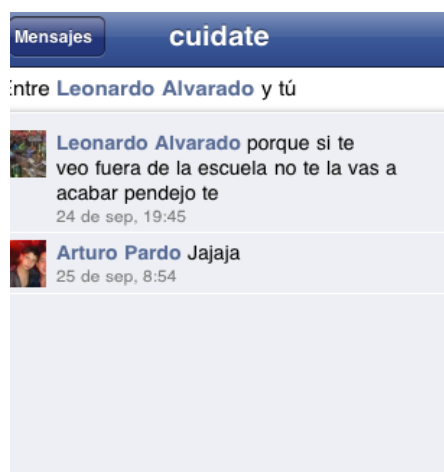 Mensajes
cuidate
Entre Leonardo Alvarado y tú
Leonardo Alvarado porque si te
veo fuera de la escuela no te la vas a
acabar pendejo te
24 de sep, 19:45
Arturo Pardo Jajaja
25 de sep, 8:54